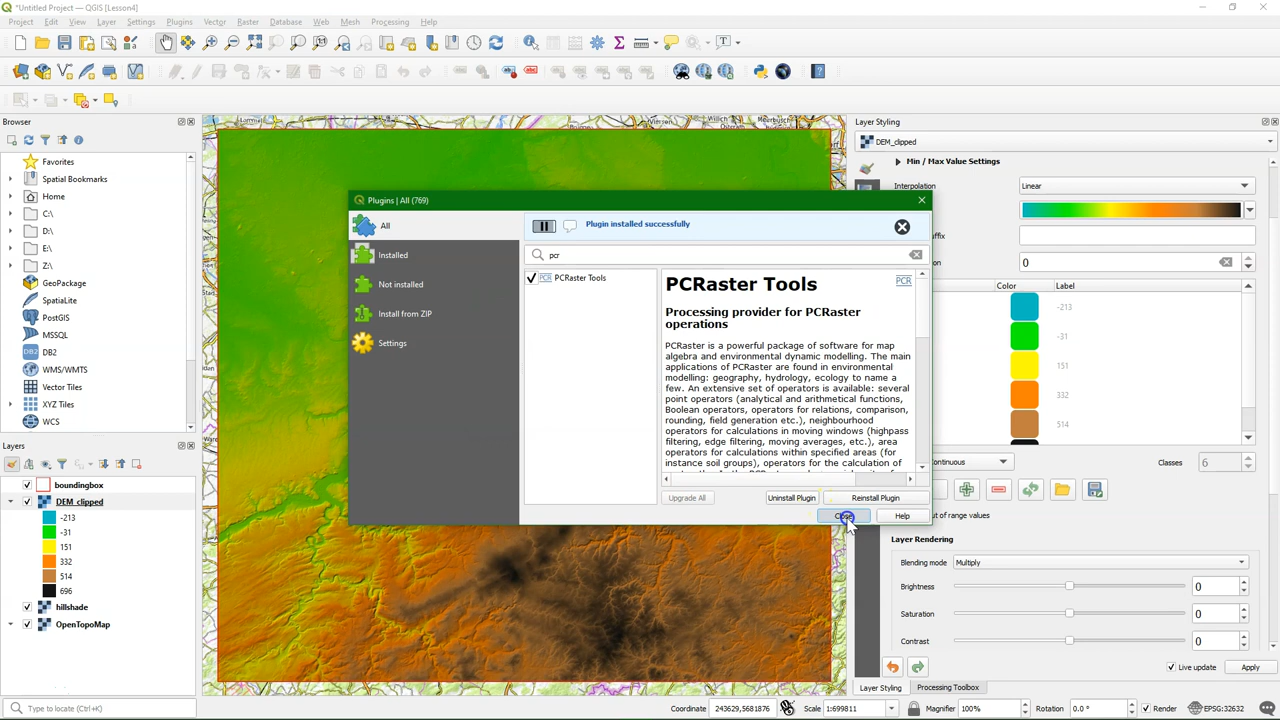 *Untitled Project — QGIS [Lesson4]
Project Edit View Layer Settings Plugins Vector Raster Database Web Mesh Processing Help
Browser
Favorites
Spatial Bookmarks
Home
C:\
D:\
E:\
Z:\
GeoPackage
SpatiaLite
PostGIS
MSSQL
DB2
WMS/WMTS
Vector Tiles
XYZ Tiles
WCS
Layers
boundingbox
DEM_clipped
-213
-31
151
332
514
696
hillshade
OpenTopoMap
Plugins | All (769)
All
Installed
Not installed
Install from ZIP
Settings
Plugin installed successfully
pcr
PCR PCRaster Tools
PCRaster Tools
PCR
Processing provider for PCRaster
operations
PCRaster is a powerful package of software for map
algebra and environmental dynamic modelling. The main
applications of PCRaster are found in environmental
modelling: geography, hydrology, ecology to name a
few. An extensive set of operators is available: several
point operators (analytical and arithmetical functions,
Boolean operators, operators for relations, comparison,
rounding, field generation etc.), neighbourhood
operators for calculations in moving windows (highpass
filtering, edge filtering, moving averages, etc.), area
operators for calculations within specified areas (for
instance soil groups), operators for the calculation of
Upgrade All
Uninstall Plugin
Reinstall Plugin
Close
Help
Layer Styling
DEM_clipped
Min / Max Value Settings
Interpolation
Linear
uffix
on
0
Color
Label
-213
-31
151
332
514
ontinuous
Classes
6
ut of range values
Layer Rendering
Blending mode
Multiply
Brightness
0
Saturation
0
Contrast
0
Live update
Apply
Layer Styling
Processing Toolbox
Type to locate (Ctrl+K)
Coordinate 243629,5681876
Scale 1:699811
Magnifier 100%
Rotation 0.0 °
Render
EPSG:32632